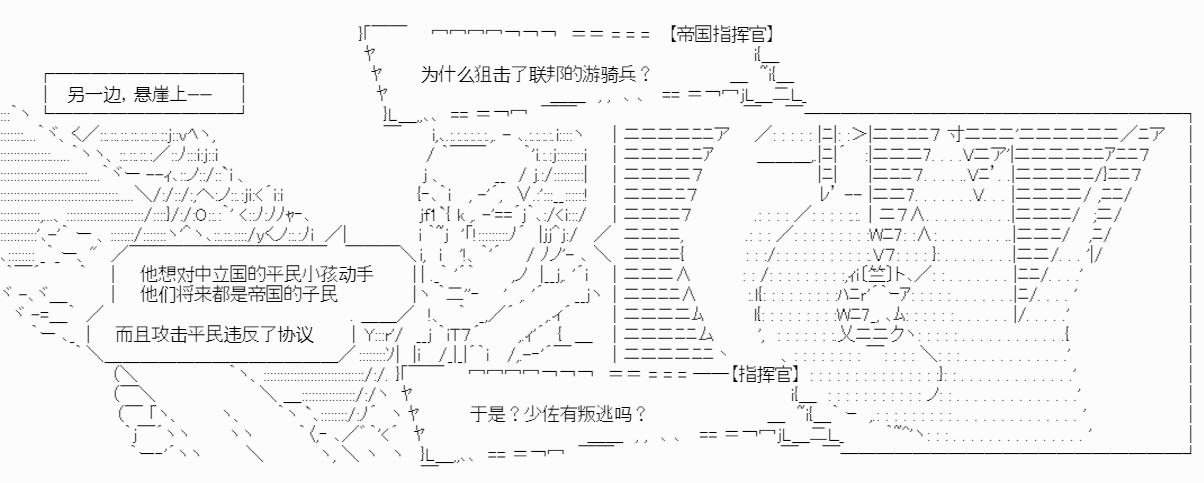 【帝国指挥官】
为什么狙击了联邦的游骑兵？
另一边，悬崖上——
他想对中立国的平民小孩动手
他们将来都是帝国的子民
而且攻击平民违反了协议
【指挥官】
于是？少佐有叛逃吗？